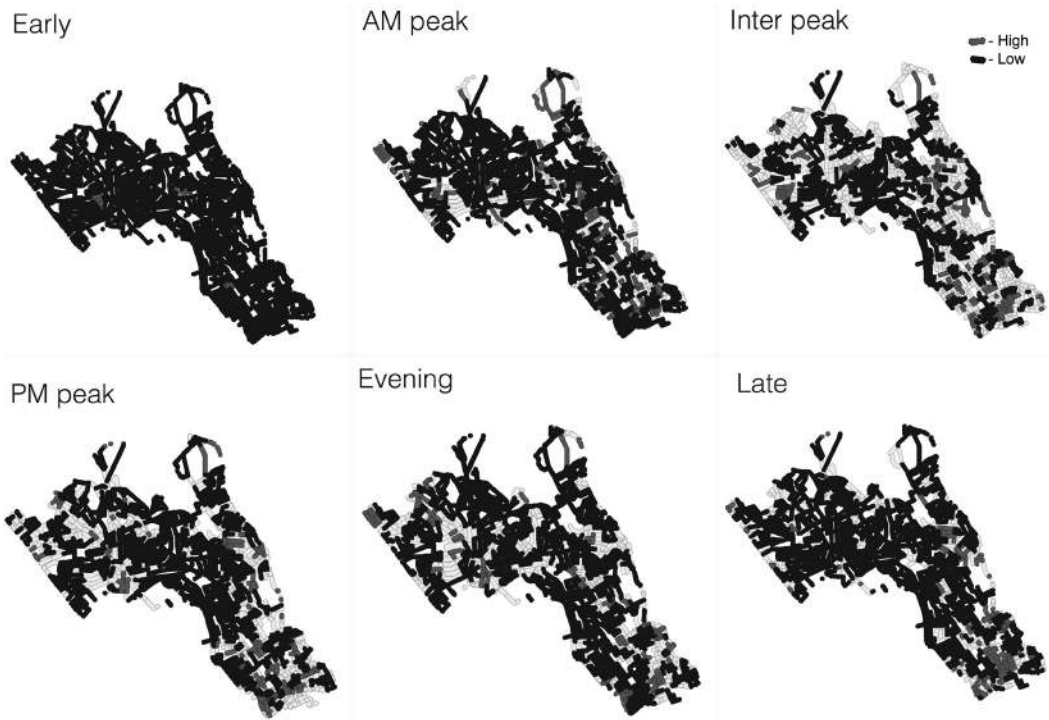 Early
AM peak
Inter peak
- High
- Low
PM peak
Evening
Late